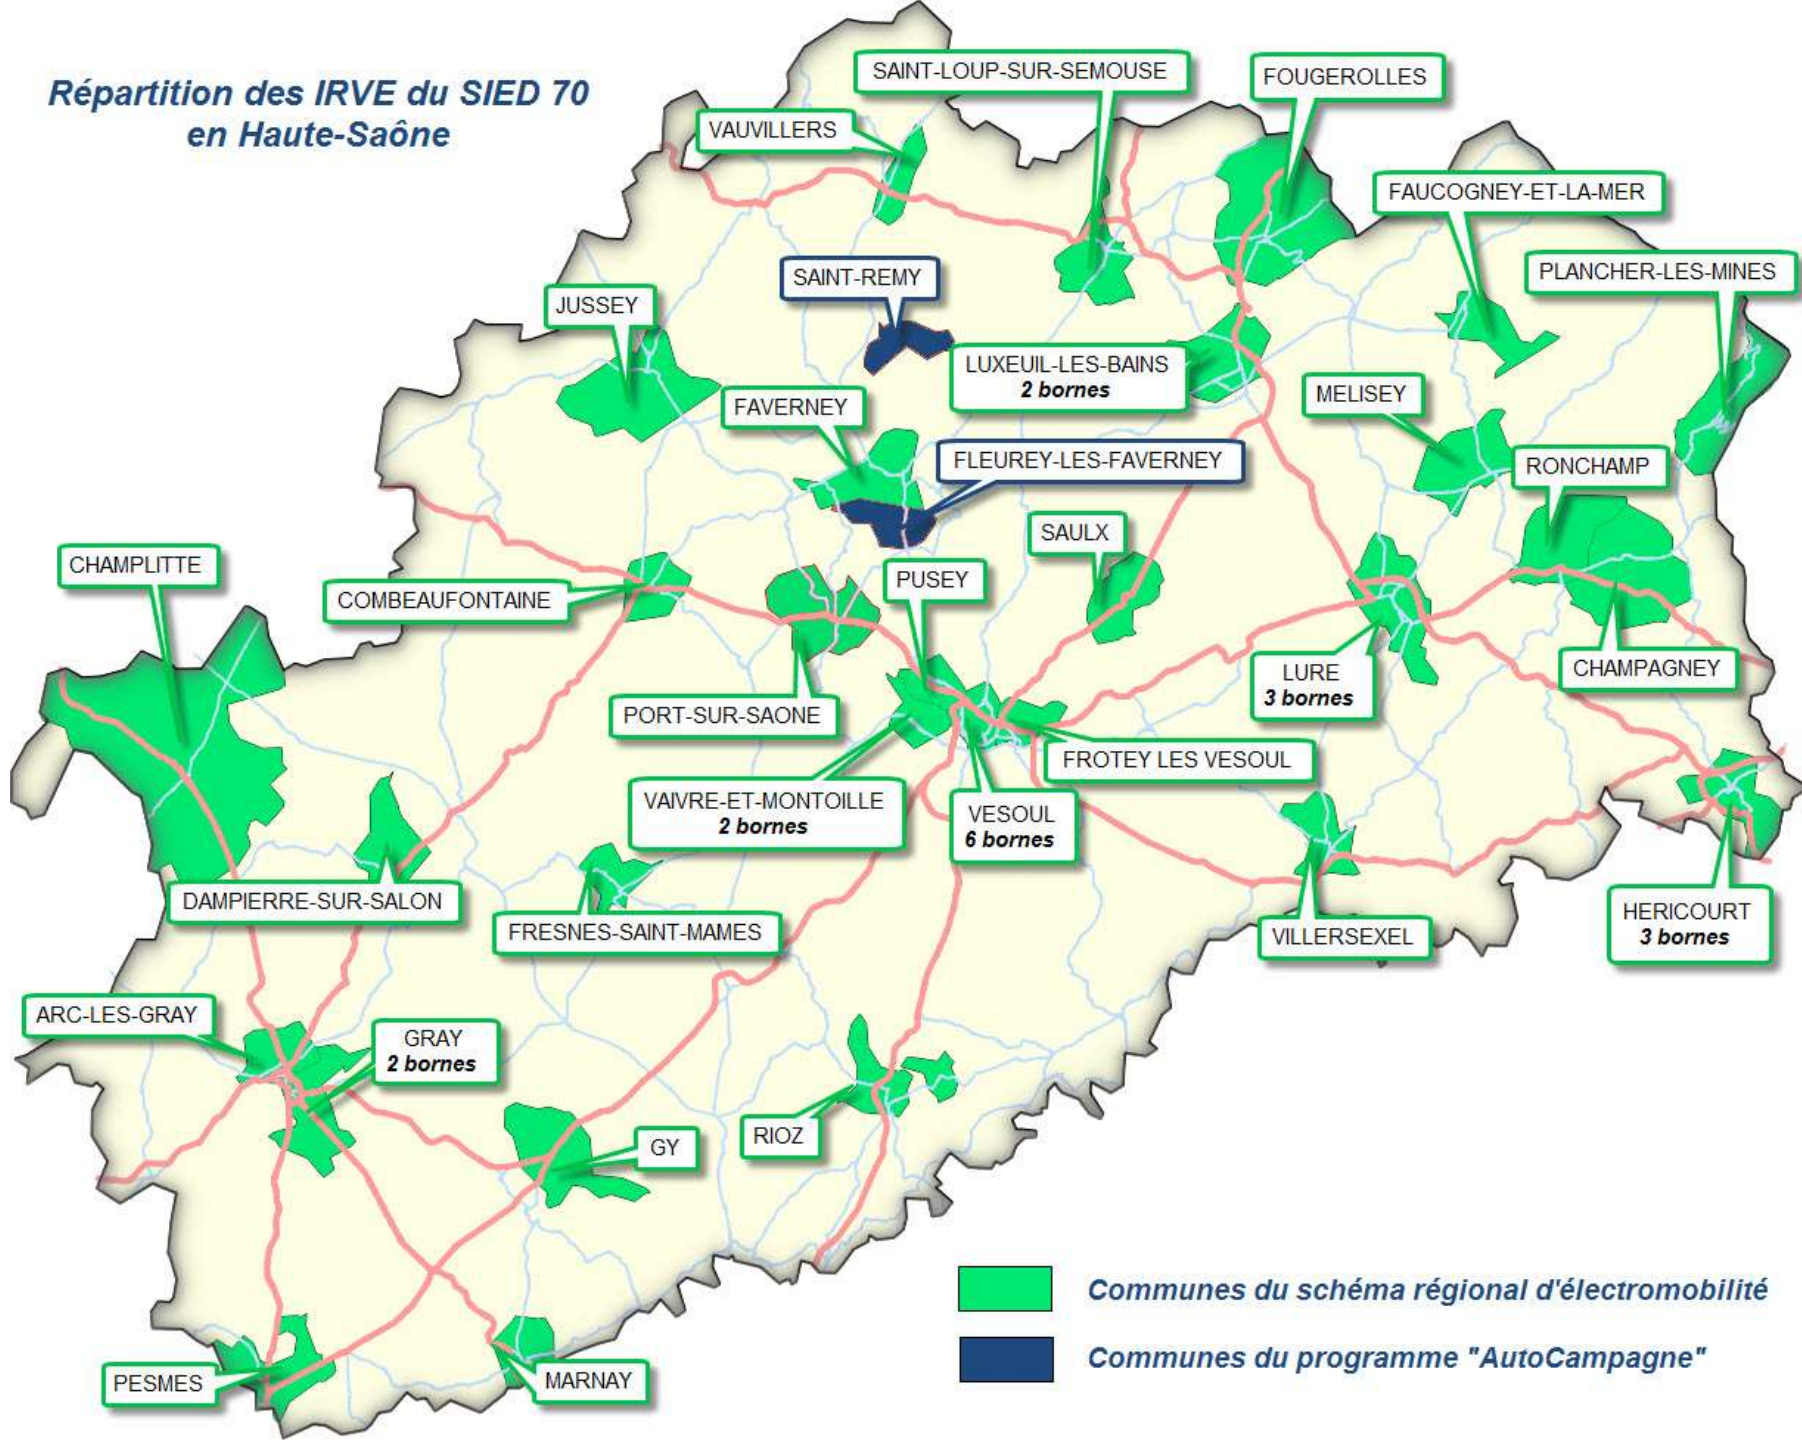 Répartition des IRVE du SIED 70
en Haute-Saône
SAINT-LOUP-SUR-SEMOUSE
FOUGEROLLES
VAUVILLERS
FAUCOGNEY-ET-LA-MER
SAINT-REMY
PLANCHER-LES-MINES
JUSSEY
LUXEUIL-LES-BAINS
2 bornes
MELISEY
FAVERNEY
FLEUREY-LES-FAVERNEY
RONCHAMP
SAULX
CHAMPLITTE
PUSEY
COMBEAUFONTAINE
LURE
3 bornes
CHAMPAGNEY
PORT-SUR-SAONE
FROTEY LES VESOUL
VAIVRE-ET-MONTOILLE
2 bornes
VESOUL
6 bornes
DAMPIERRE-SUR-SALON
FRESNES-SAINT-MAMES
VILLERSEXEL
HERICOURT
3 bornes
ARC-LES-GRAY
GRAY
2 bornes
RIOZ
GY
Communes du schéma régional d'électromobilité
Communes du programme "AutoCampagne"
PESMES
MARNAY